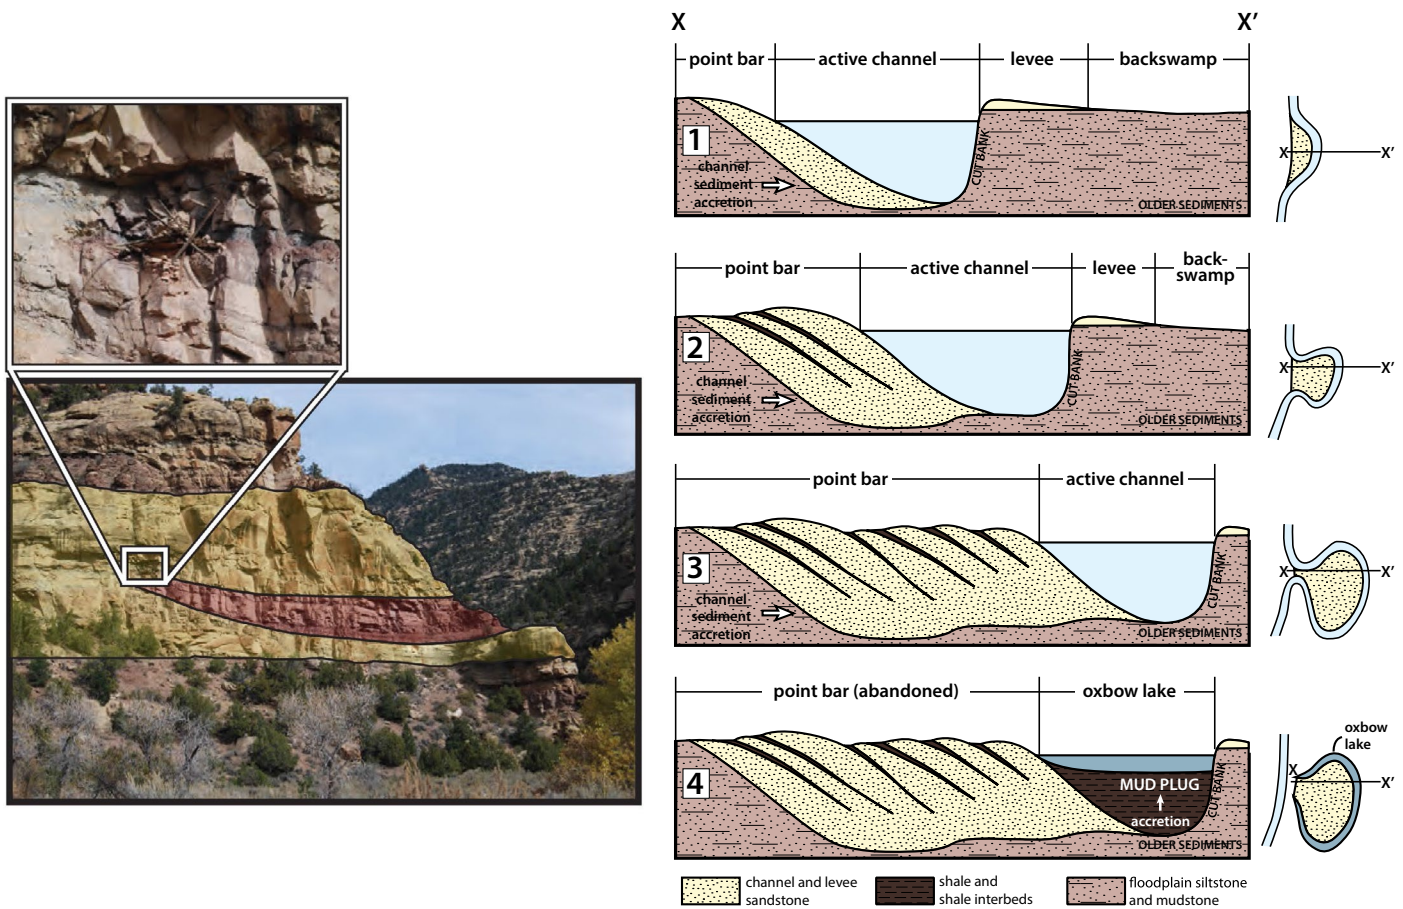 X X’
point bar active channel levee backswamp
1
channel
sediment
accretion
CUT BANK
OLDER SEDIMENTS
X X’
point bar active channel levee back-
swamp
2
channel
sediment
accretion
CUT BANK
OLDER SEDIMENTS
X X’
point bar active channel
3
channel
sediment
accretion
CUT BANK
OLDER SEDIMENTS
X X’
point bar (abandoned) oxbow lake
4
MUD PLUG
accretion
CUT BANK
OLDER SEDIMENTS
oxbow
lake
X X’
channel and levee
sandstone
shale and
shale interbeds
floodplain siltstone
and mudstone